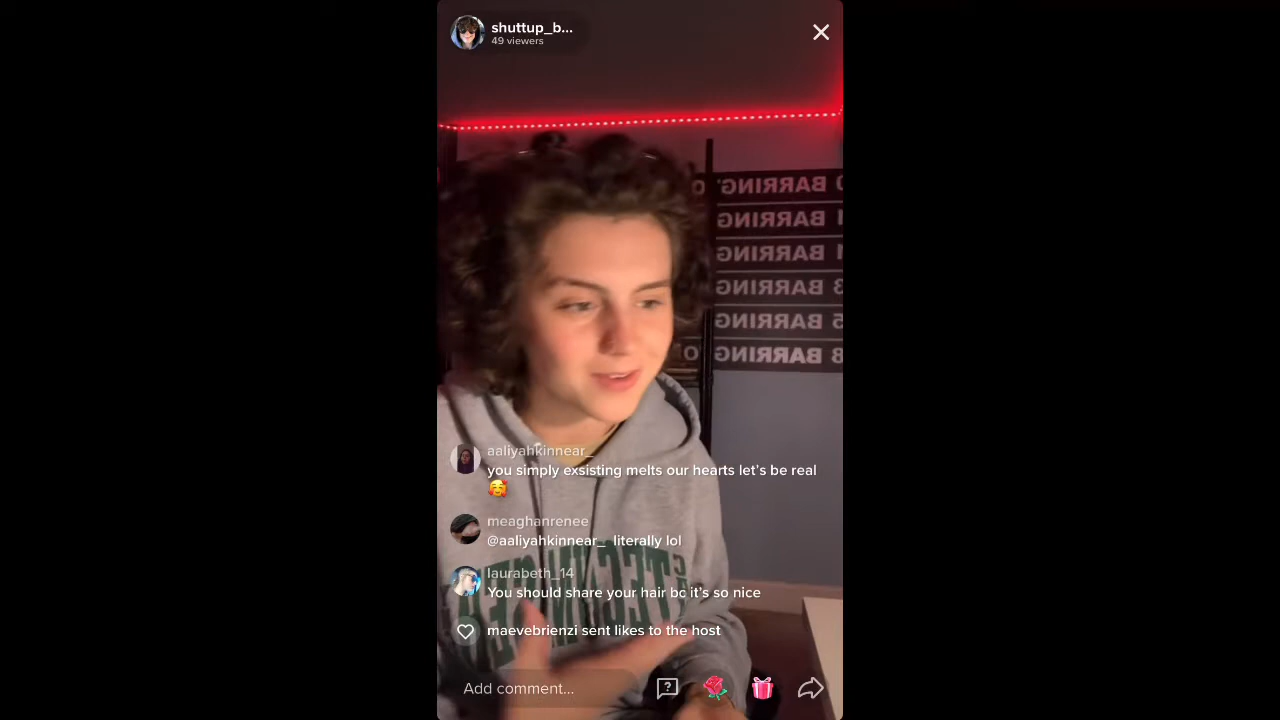 shuttup_b...
49 viewers
BARRING
BARRING
BARRING
BARRING
BARRING
BARRING
aaliyahkinnear_
you simply exsisting melts our hearts let's be real
🥰
meaghanrenee
@aaliyahkinnear_ literally lol
laurabeth_14
You should share your hair bc it's so nice
maevebrienzi sent likes to the host
Add comment...